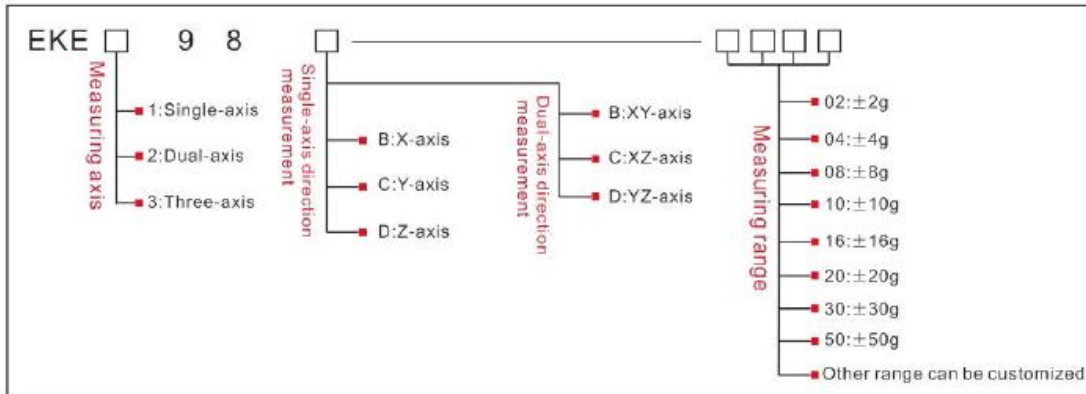 EKE□ 9 8 □ □□□□
Measuring axis
1:Single-axis
2:Dual-axis
3:Three-axis
Single-axis direction
measurement
B:X-axis
C:Y-axis
D:Z-axis
Dual-axis direction
measurement
B:XY-axis
C:XZ-axis
D:YZ-axis
Measuring range
02:±2g
04:±4g
08:±8g
10:±10g
16:±16g
20:±20g
30:±30g
50:±50g
Other range can be customized